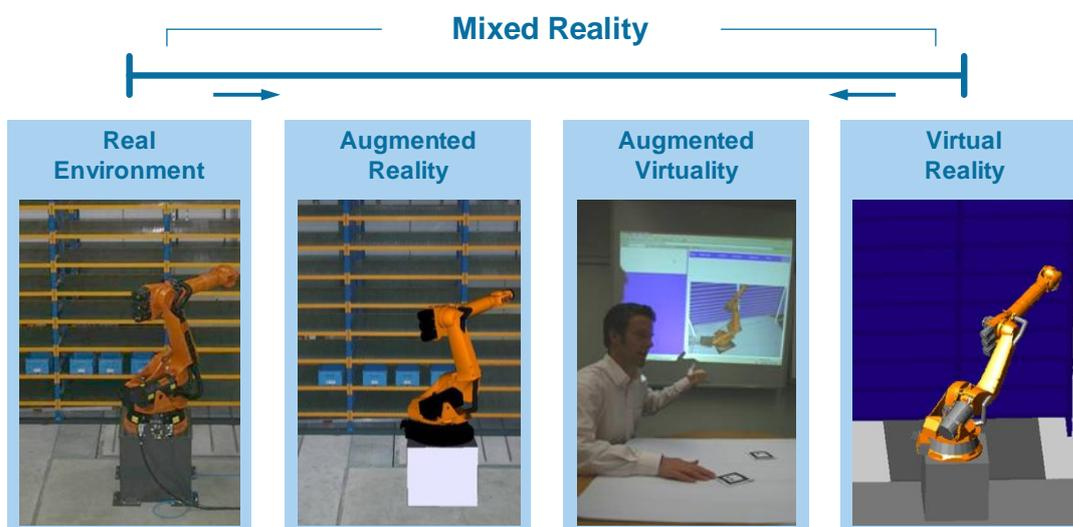 Mixed Reality
Real
Environment
Augmented
Reality
Augmented
Virtuality
Virtual
Reality